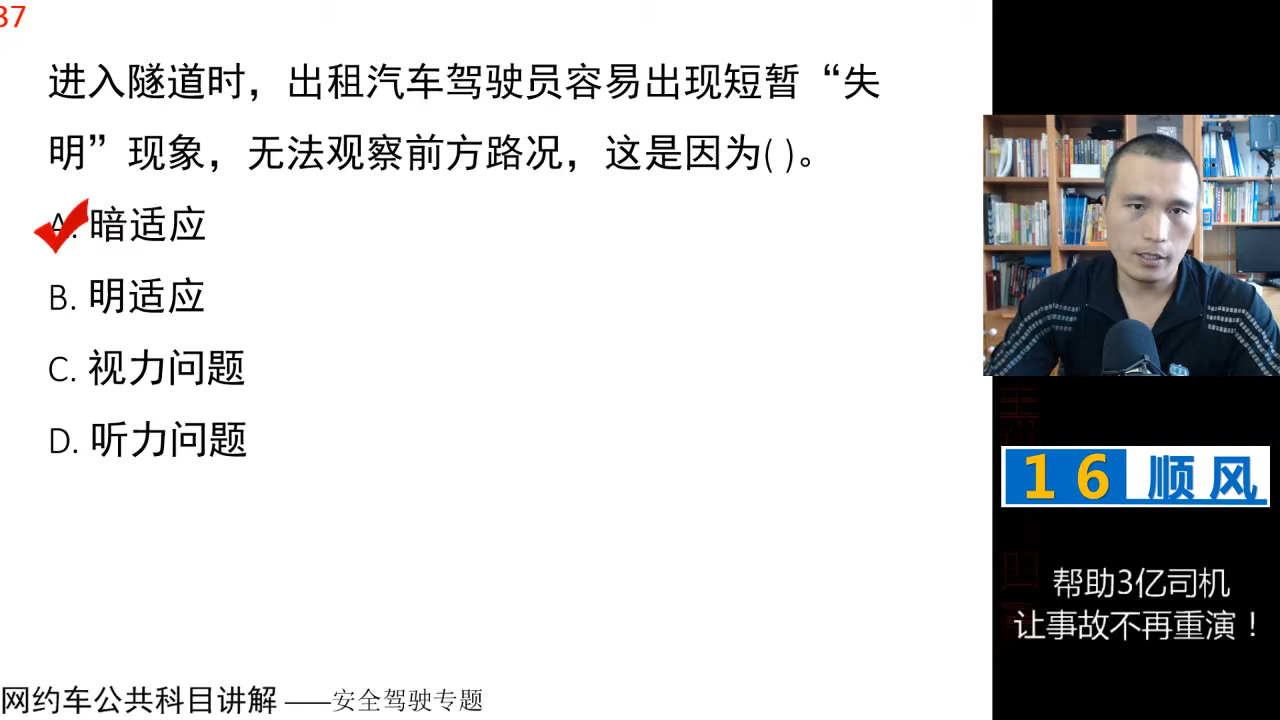 37
进入隧道时，出租汽车驾驶员容易出现短暂“失
明”现象，无法观察前方路况，这是因为( )。
A. 暗适应
B. 明适应
C. 视力问题
D. 听力问题
16 顺风
帮助3亿司机
让事故不再重演！
网约车公共科目讲解 ——安全驾驶专题